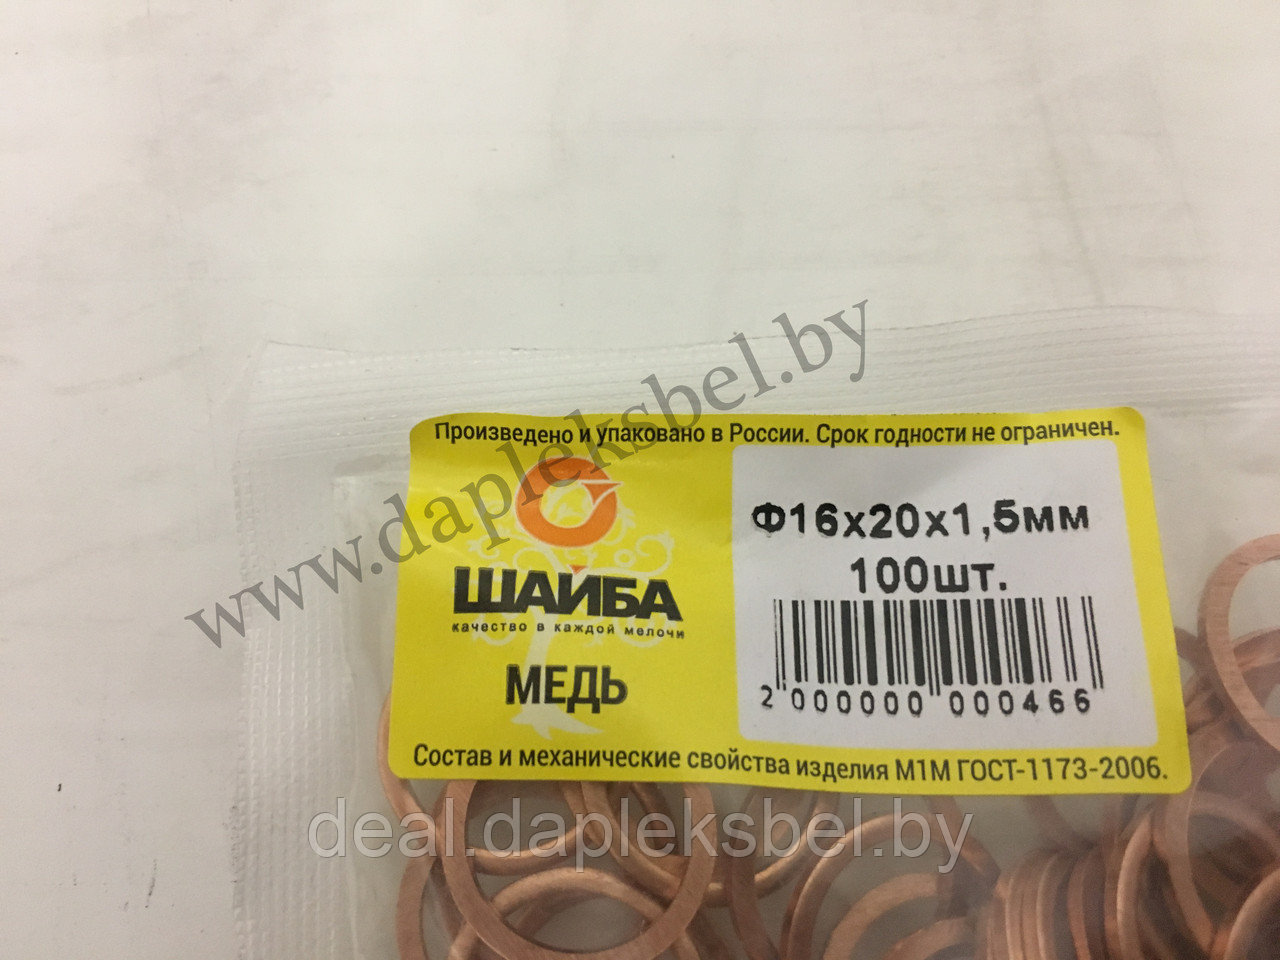 www.dapleksbel.by
Произведено и упаковано в России. Срок годности не ограничен.
ШАЙБА
качество в каждой мелочи
МЕДЬ
Ф16х20х1,5мм
100шт.
2 000000 000466
Состав и механические свойства изделия М1М ГОСТ-1173-2006.
deal.dapleksbel.by